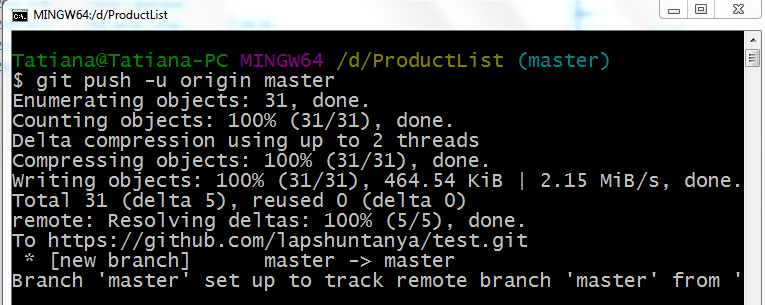 MINGW64:/d/ProductList
Tatiana@Tatiana-PC MINGW64 /d/ProductList (master)
$ git push -u origin master
Enumerating objects: 31, done.
Counting objects: 100% (31/31), done.
Delta compression using up to 2 threads
Compressing objects: 100% (31/31), done.
Writing objects: 100% (31/31), 464.54 KiB | 2.15 MiB/s, done.
Total 31 (delta 5), reused 0 (delta 0)
remote: Resolving deltas: 100% (5/5), done.
To https://github.com/lapshuntanya/test.git
 * [new branch]      master -> master
Branch 'master' set up to track remote branch 'master' from '